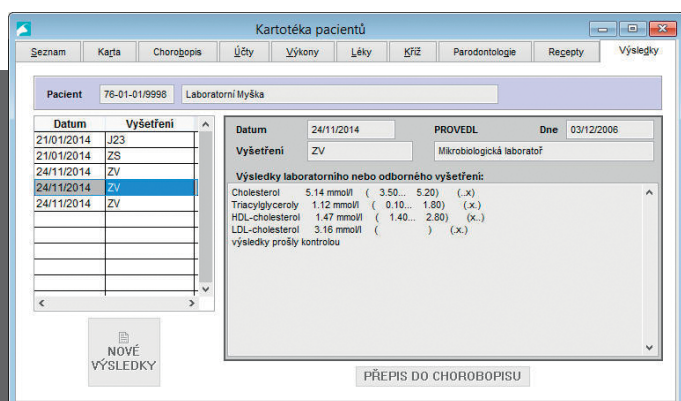 Kartotéka pacientů
Seznam Karta Chorobopis Účty Výkony Léky Kříž Parodontologie Recepty Výsledky
Pacient 76-01-01/9998 Laboratorní Myška
Datum Vyšetření
21/01/2014 J23
21/01/2014 ZS
24/11/2014 ZV
24/11/2014 ZV
24/11/2014 ZV
NOVÉ
VÝSLEDKY
Datum 24/11/2014 PROVEDL Dne 03/12/2006
Vyšetření ZV Mikrobiologická laboratoř
Výsledky laboratorního nebo odborného vyšetření:
Cholesterol 5.14 mmol/l ( 3.50... 5.20) (..x)
Triacylglyceroly 1.12 mmol/l ( 0.10... 1.80) (.x.)
HDL-cholesterol 1.47 mmol/l ( 1.40... 2.80) (x..)
LDL-cholesterol 3.16 mmol/l ( ) (.x.)
výsledky prošly kontrolou
PŘEPIS DO CHOROBOPISU